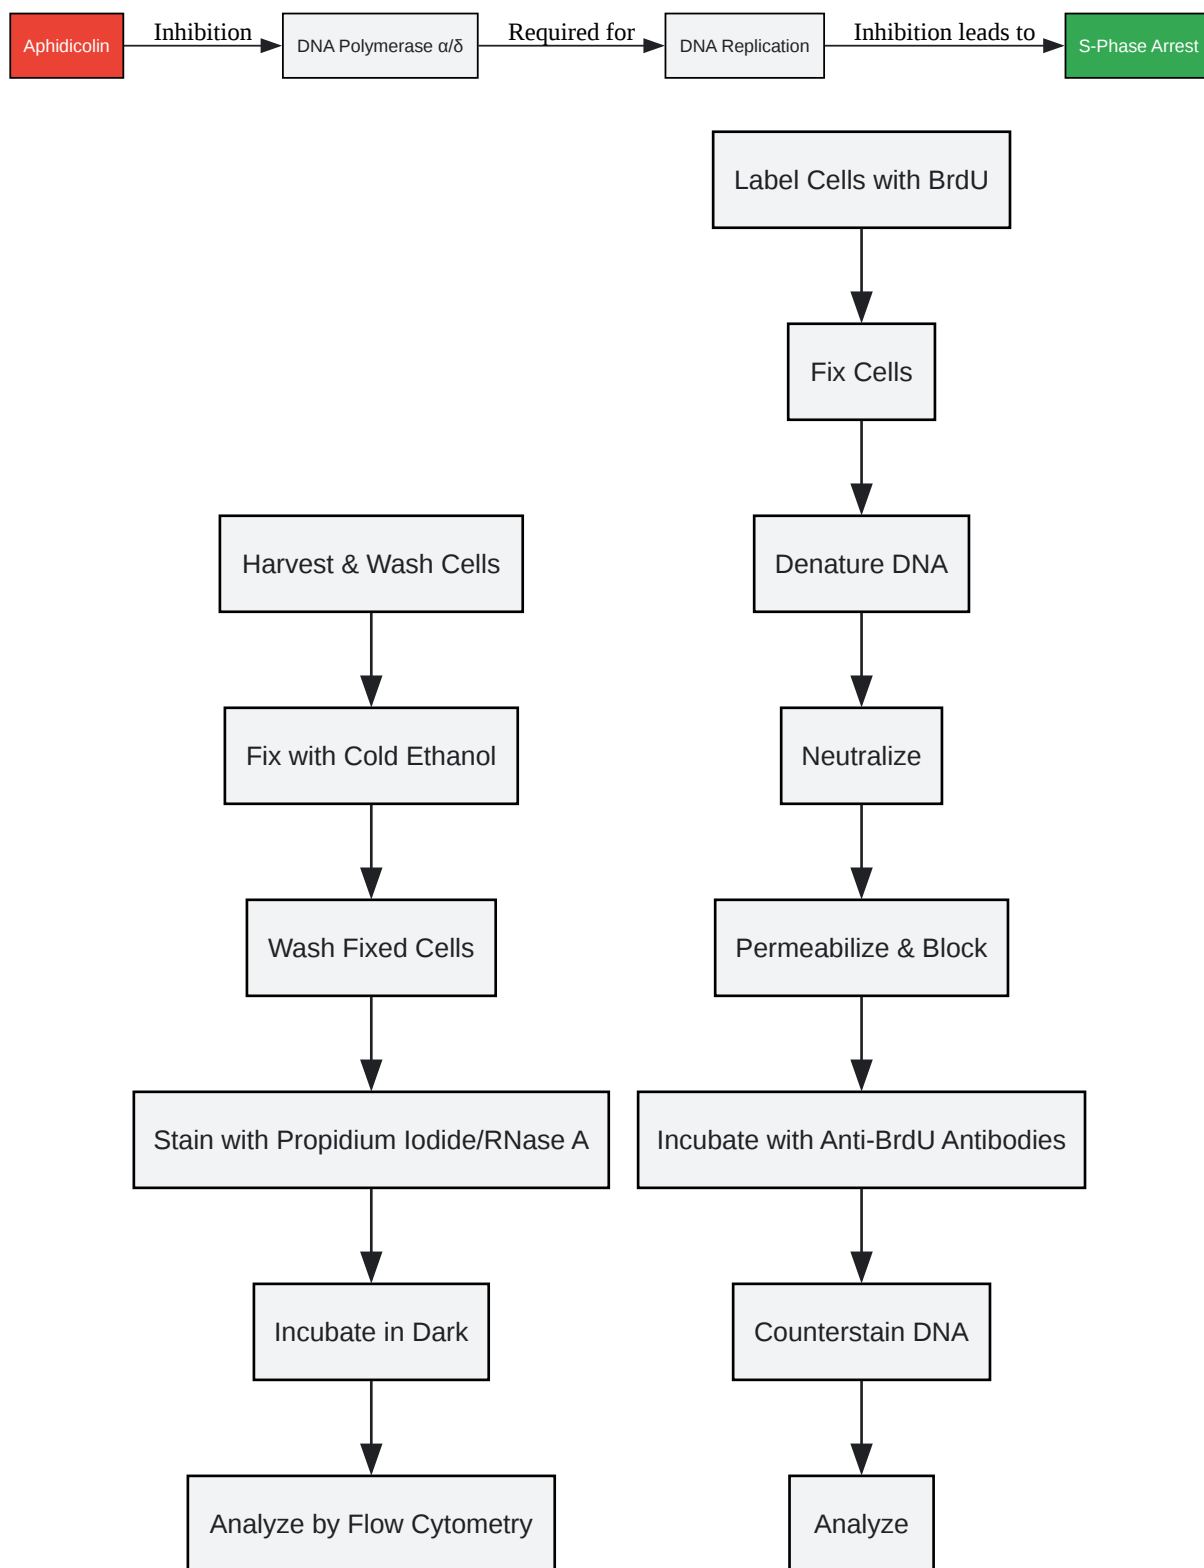 Aphidicolin
Inhibition
DNA Polymerase α/δ
Required for
DNA Replication
Inhibition leads to
S-Phase Arrest
Harvest & Wash Cells
Fix with Cold Ethanol
Wash Fixed Cells
Stain with Propidium Iodide/RNase A
Incubate in Dark
Analyze by Flow Cytometry
Label Cells with BrdU
Fix Cells
Denature DNA
Neutralize
Permeabilize & Block
Incubate with Anti-BrdU Antibodies
Counterstain DNA
Analyze